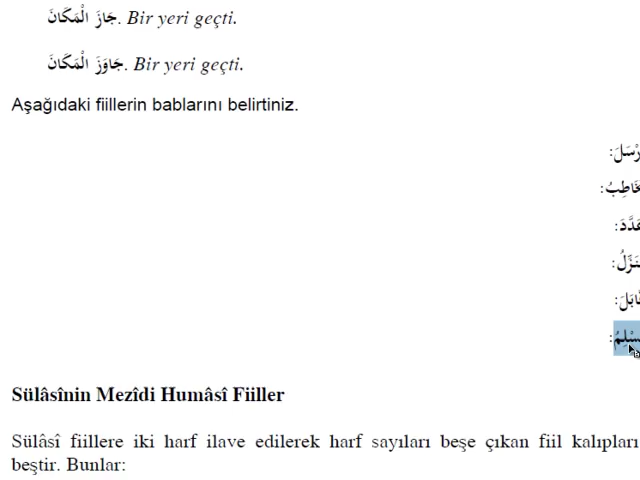 جَازَ الْمَكَانَ. Bir yeri geçti.
جَاوَزَ الْمَكَانَ. Bir yeri geçti.
Aşağıdaki fiillerin bablarını belirtiniz.
Sülâsînin Mezîdi Humâsî Fiiller
Sülâsî fiillere iki harf ilave edilerek harf sayıları beşe çıkan fiil kalıpları
beştir. Bunlar: